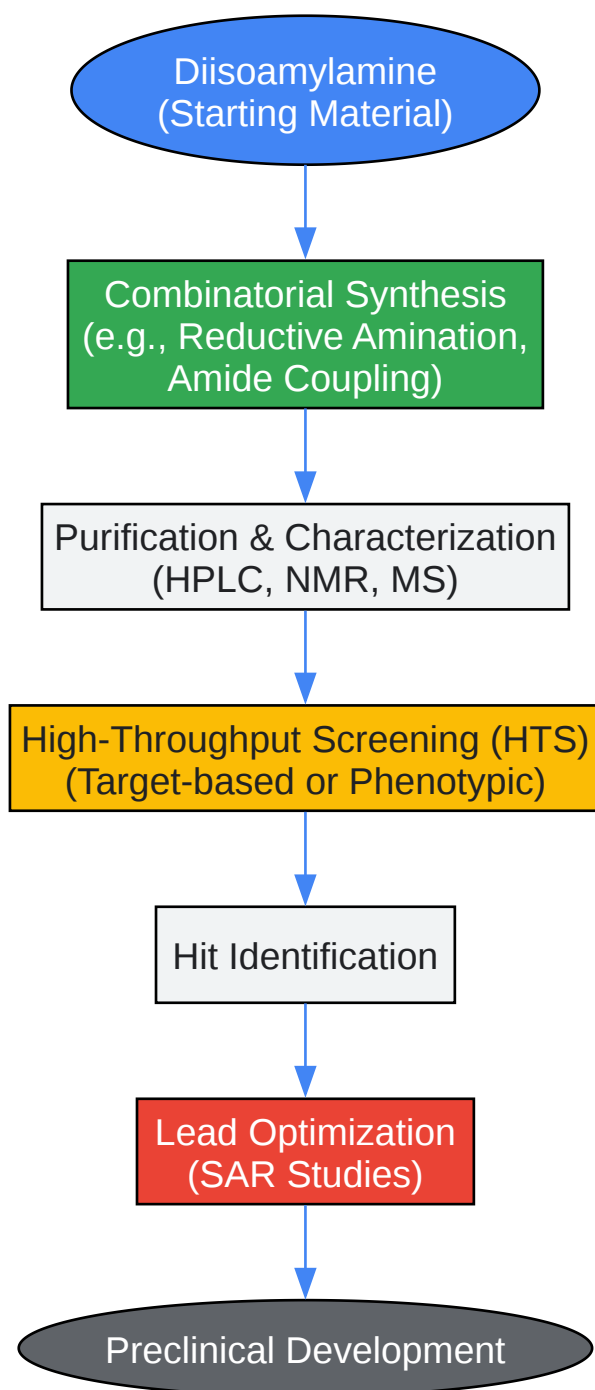 Diisoamylamine
(Starting Material)
Combinatorial Synthesis
(e.g., Reductive Amination,
Amide Coupling)
Purification & Characterization
(HPLC, NMR, MS)
High-Throughput Screening (HTS)
(Target-based or Phenotypic)
Hit Identification
Lead Optimization
(SAR Studies)
Preclinical Development